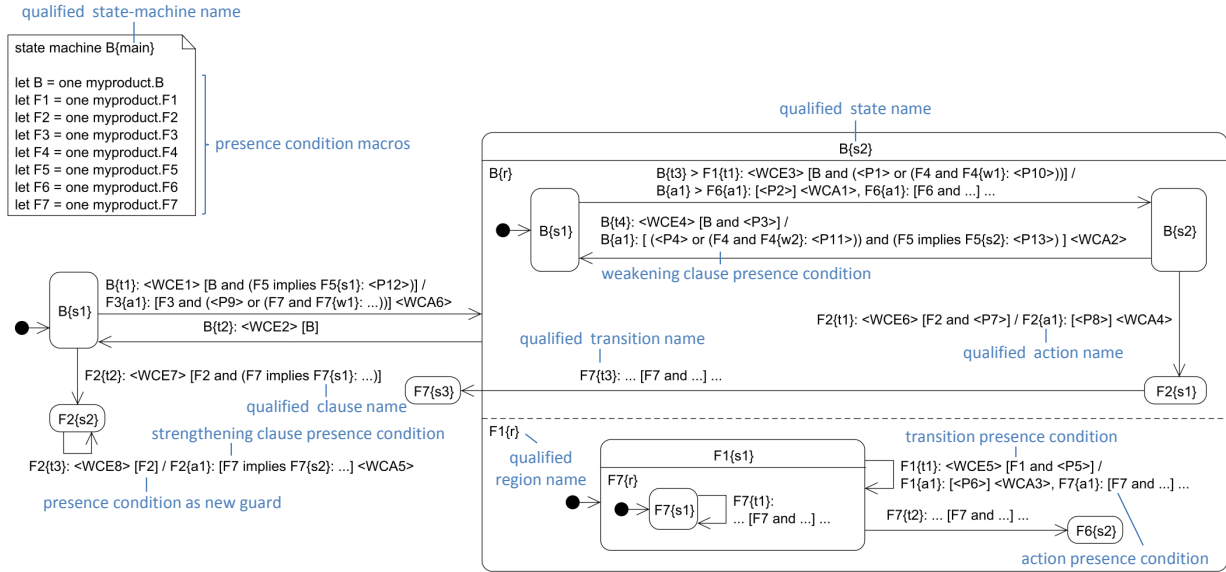 qualified state-machine name
state machine B{main}
let B = one myproduct.B
let F1 = one myproduct.F1
let F2 = one myproduct.F2
let F3 = one myproduct.F3
let F4 = one myproduct.F4
let F5 = one myproduct.F5
let F6 = one myproduct.F6
let F7 = one myproduct.F7
presence condition macros
qualified state name
B{s2}
B{r}
B{t3} > F1{t1}: <WCE3> [B and (<P1> or (F4 and F4{w1}: <P10>))] /
B{a1} > F6{a1}: [<P2>] <WCA1>, F6{a1}: [F6 and ...] ...
B{s1}
B{t4}: <WCE4> [B and <P3>] /
B{a1}: [ (<P4> or (F4 and F4{w2}: <P11>)) and (F5 implies F5{s2}: <P13>) ] <WCA2>
B{s2}
weakening clause presence condition
B{s1}
B{t1}: <WCE1> [B and (F5 implies F5{s1}: <P12>)] /
F3{a1}: [F3 and (<P9> or (F7 and F7{w1}: ...))] <WCA6>
B{t2}: <WCE2> [B]
F2{t1}: <WCE6> [F2 and <P7>] / F2{a1}: [<P8>] <WCA4>
qualified transition name
qualified action name
F2{t2}: <WCE7> [F2 and (F7 implies F7{s1}: ...)]
F7{t3}: ... [F7 and ...] ...
F7{s3}
F2{s1}
qualified clause name
F2{s2}
strengthening clause presence condition
F2{t3}: <WCE8> [F2] / F2{a1}: [F7 implies F7{s2}: ...] <WCA5>
presence condition as new guard
F1{r}
qualified
region name
F1{s1}
F7{r}
F7{s1}
F7{t1}:
... [F7 and ...] ...
transition presence condition
F1{t1}: <WCE5> [F1 and <P5>] /
F1{a1}: [<P6>] <WCA3>, F7{a1}: [F7 and ...] ...
F7{t2}: ... [F7 and ...] ...
F6{s2}
action presence condition